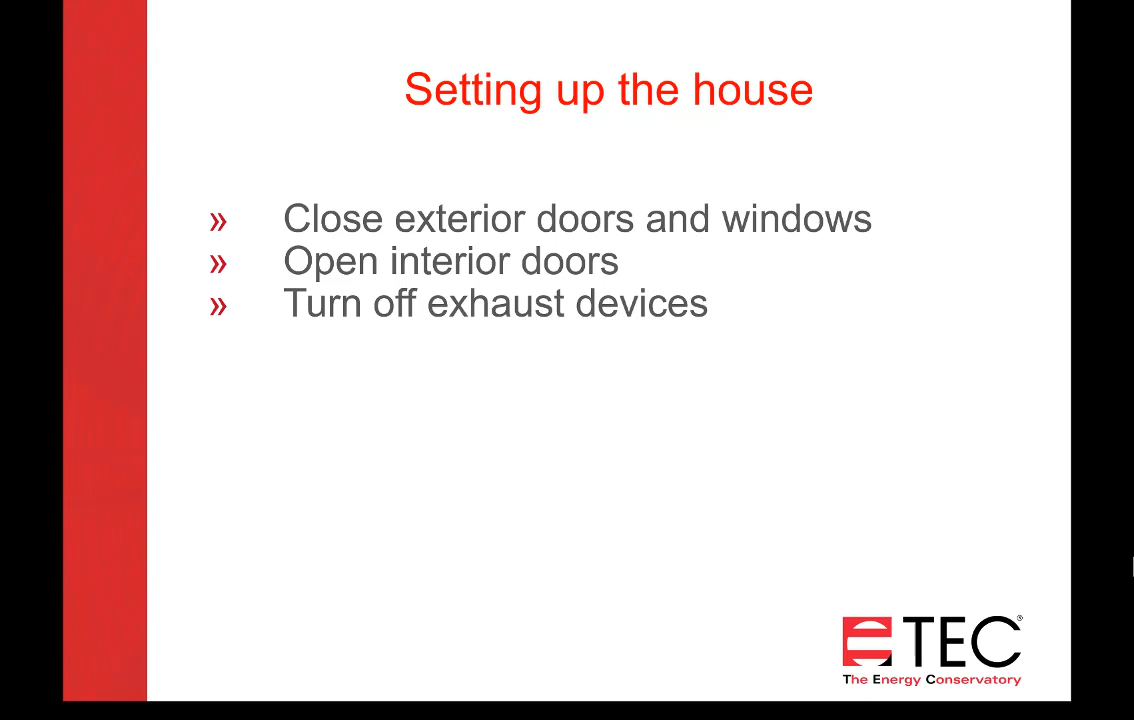 Setting up the house
» Close exterior doors and windows
» Open interior doors
» Turn off exhaust devices
TEC®
The Energy Conservatory